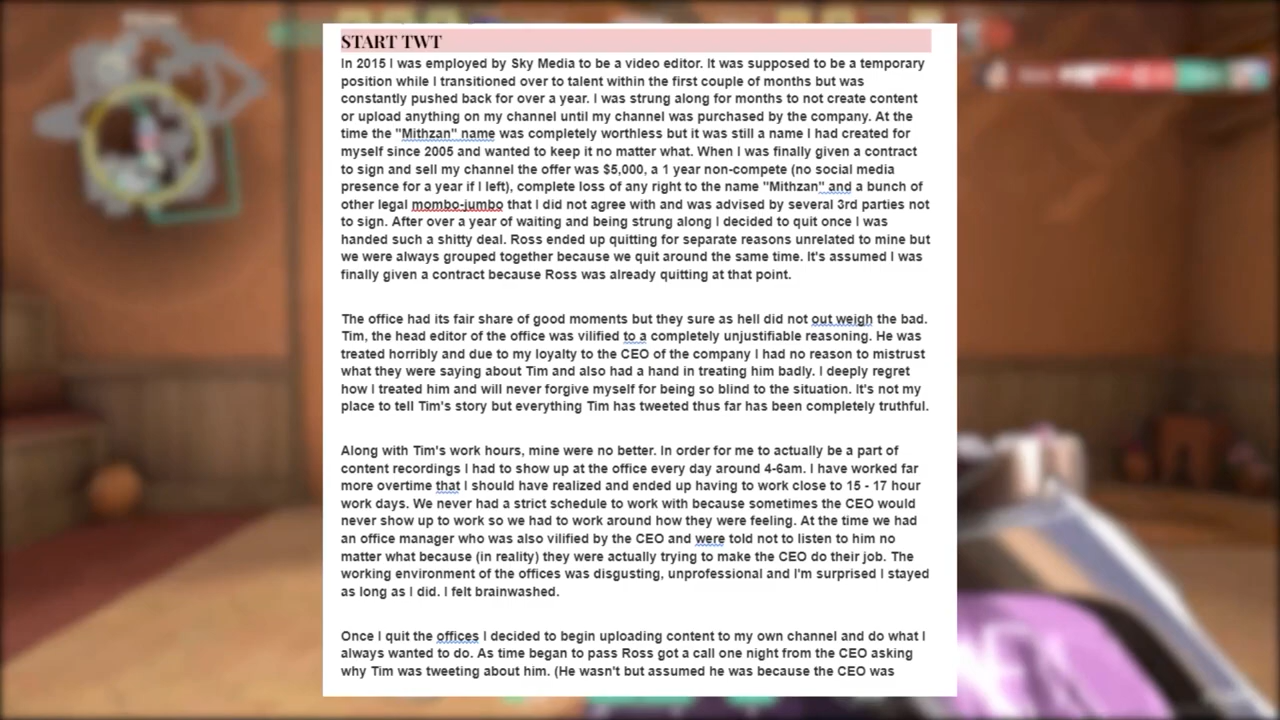 START TWT
In 2015 I was employed by Sky Media to be a video editor. It was supposed to be a temporary
position while I transitioned over to talent within the first couple of months but was
constantly pushed back for over a year. I was strung along for months to not create content
or upload anything on my channel until my channel was purchased by the company. At the
time the "Mithzan" name was completely worthless but it was still a name I had created for
myself since 2005 and wanted to keep it no matter what. When I was finally given a contract
to sign and sell my channel the offer was $5,000, a 1 year non-compete (no social media
presence for a year if I left), complete loss of any right to the name "Mithzan" and a bunch of
other legal mombo-jumbo that I did not agree with and was advised by several 3rd parties not
to sign. After over a year of waiting and being strung along I decided to quit once I was
handed such a shitty deal. Ross ended up quitting for separate reasons unrelated to mine but
we were always grouped together because we quit around the same time. It's assumed I was
finally given a contract because Ross was already quitting at that point.
The office had its fair share of good moments but they sure as hell did not out weigh the bad.
Tim, the head editor of the office was vilified to a completely unjustifiable reasoning. He was
treated horribly and due to my loyalty to the CEO of the company I had no reason to mistrust
what they were saying about Tim and also had a hand in treating him badly. I deeply regret
how I treated him and will never forgive myself for being so blind to the situation. It's not my
place to tell Tim's story but everything Tim has tweeted thus far has been completely truthful.
Along with Tim's work hours, mine were no better. In order for me to actually be a part of
content recordings I had to show up at the office every day around 4-6am. I have worked far
more overtime that I should have realized and ended up having to work close to 15 - 17 hour
work days. We never had a strict schedule to work with because sometimes the CEO would
never show up to work so we had to work around how they were feeling. At the time we had
an office manager who was also vilified by the CEO and were told not to listen to him no
matter what because (in reality) they were actually trying to make the CEO do their job. The
working environment of the offices was disgusting, unprofessional and I'm surprised I stayed
as long as I did. I felt brainwashed.
Once I quit the offices I decided to begin uploading content to my own channel and do what I
always wanted to do. As time began to pass Ross got a call one night from the CEO asking
why Tim was tweeting about him. (He wasn't but assumed he was because the CEO was